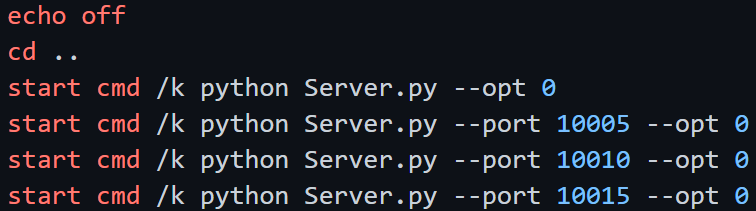 echo off
cd ..
start cmd /k python Server.py --opt 0
start cmd /k python Server.py --port 10005 --opt 0
start cmd /k python Server.py --port 10010 --opt 0
start cmd /k python Server.py --port 10015 --opt 0